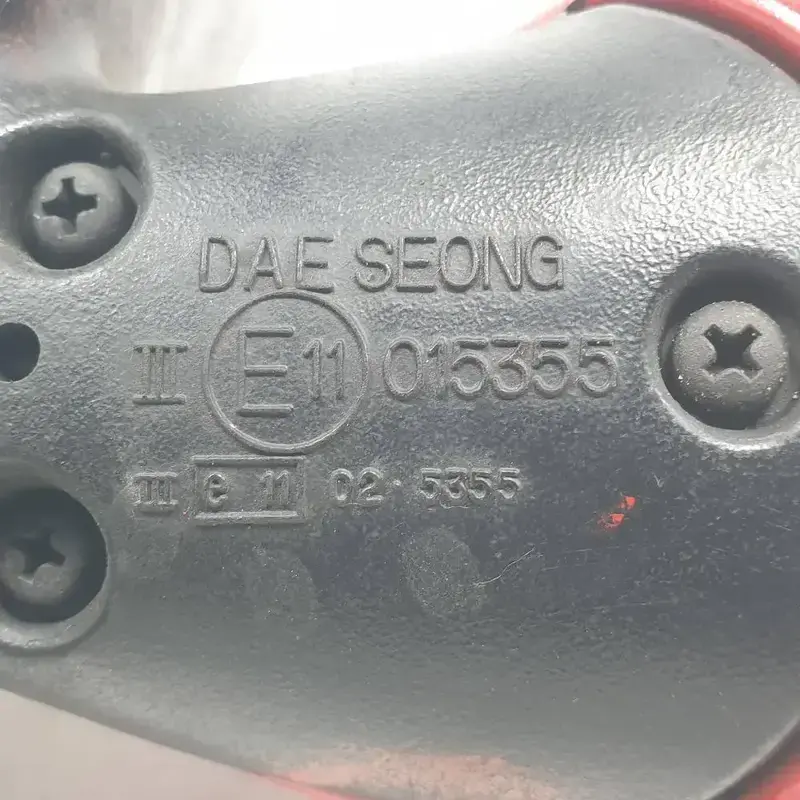 DAE SEONG
III E11 015355
III e 11 02·5355